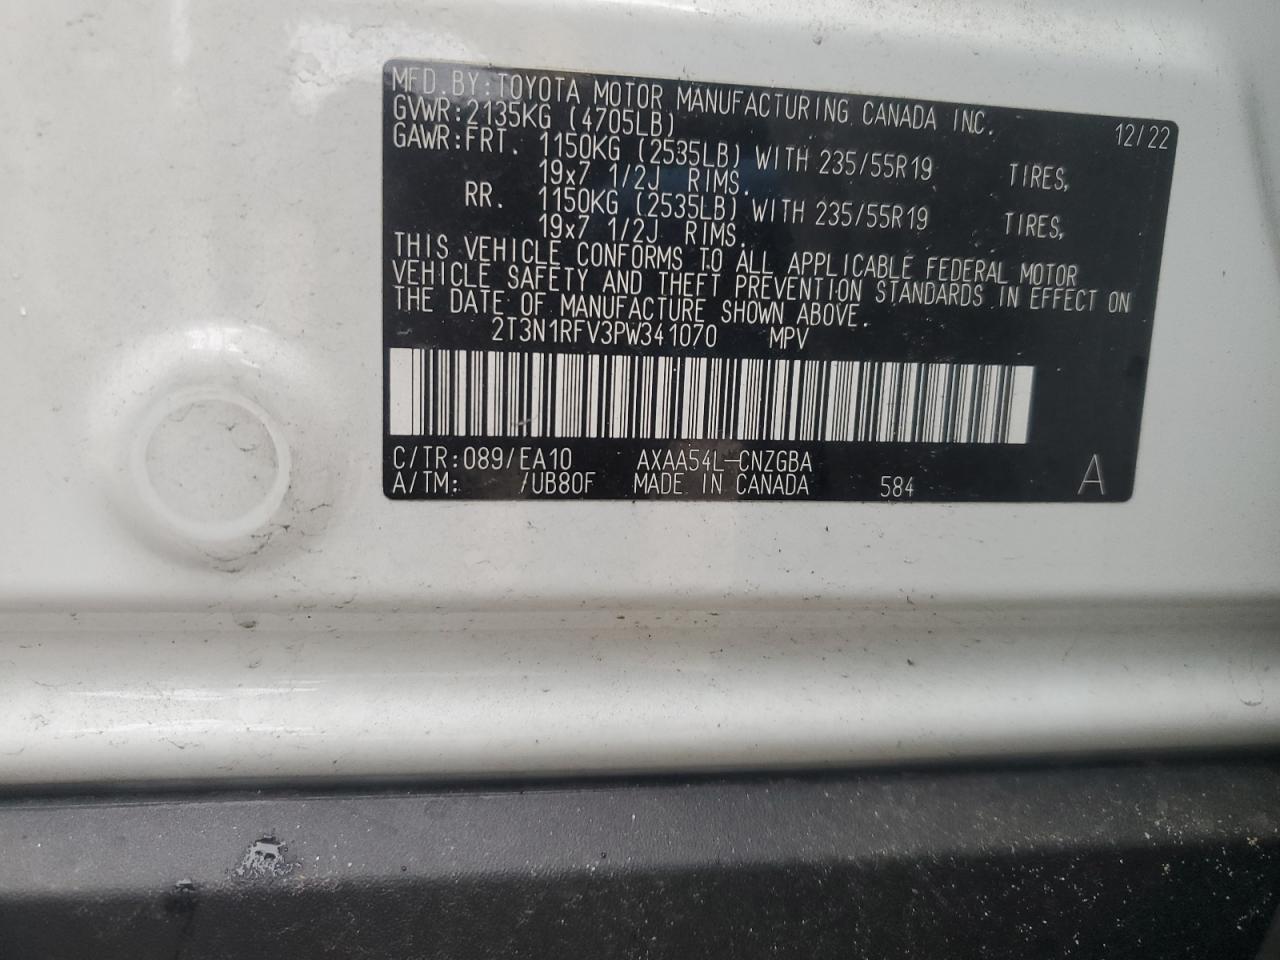 MFD. BY: TOYOTA MOTOR MANUFACTURING CANADA INC. 12/22
GVWR: 2135KG (4705LB)
GAWR: FRT. 1150KG (2535LB) WITH 235/55R19 TIRES,
19x7 1/2J RIMS.
RR. 1150KG (2535LB) WITH 235/55R19 TIRES,
19x7 1/2J RIMS.
THIS VEHICLE CONFORMS TO ALL APPLICABLE FEDERAL MOTOR
VEHICLE SAFETY AND THEFT PREVENTION STANDARDS IN EFFECT ON
THE DATE OF MANUFACTURE SHOWN ABOVE.
2T3N1RFV3PW341070 MPV
C/TR: 089/EA10 AXAA54L-CNZGBA
A/TM: /UB80F MADE IN CANADA 584 A